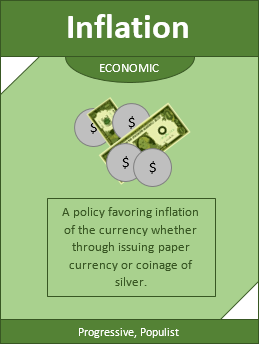 Inflation
ECONOMIC
$
$
$
$
A policy favoring inflation
of the currency whether
through issuing paper
currency or coinage of
silver.
Progressive, Populist